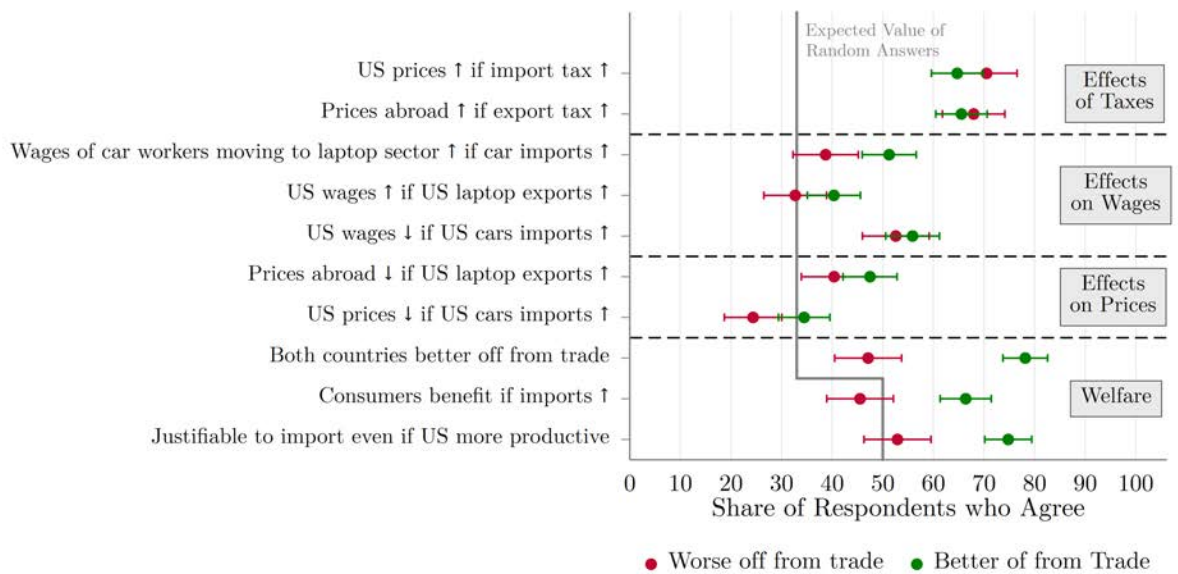 Expected Value of
Random Answers
US prices ↑ if import tax ↑
Prices abroad ↑ if export tax ↑
Effects
of Taxes
Wages of car workers moving to laptop sector ↑ if car imports ↑
US wages ↑ if US laptop exports ↑
US wages ↓ if US cars imports ↑
Effects
on Wages
Prices abroad ↓ if US laptop exports ↑
US prices ↓ if US cars imports ↑
Effects
on Prices
Both countries better off from trade
Consumers benefit if imports ↑
Justifiable to import even if US more productive
Welfare
0 10 20 30 40 50 60 70 80 90 100
Share of Respondents who Agree
Worse off from trade Better of from Trade